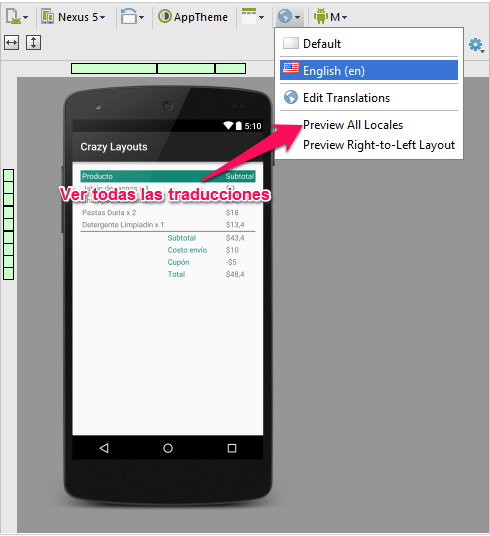 Nexus 5 AppTheme M
Default
English (en)
Edit Translations
Preview All Locales
Preview Right-to-Left Layout
5:10
Crazy Layouts
Producto Subtotal
Ver todas las traducciones
Pastas Duria x 2 $18
Detergente Limpiadin x 1 $13,4
Subtotal $43,4
Costo envío $10
Cupón -$5
Total $48,4